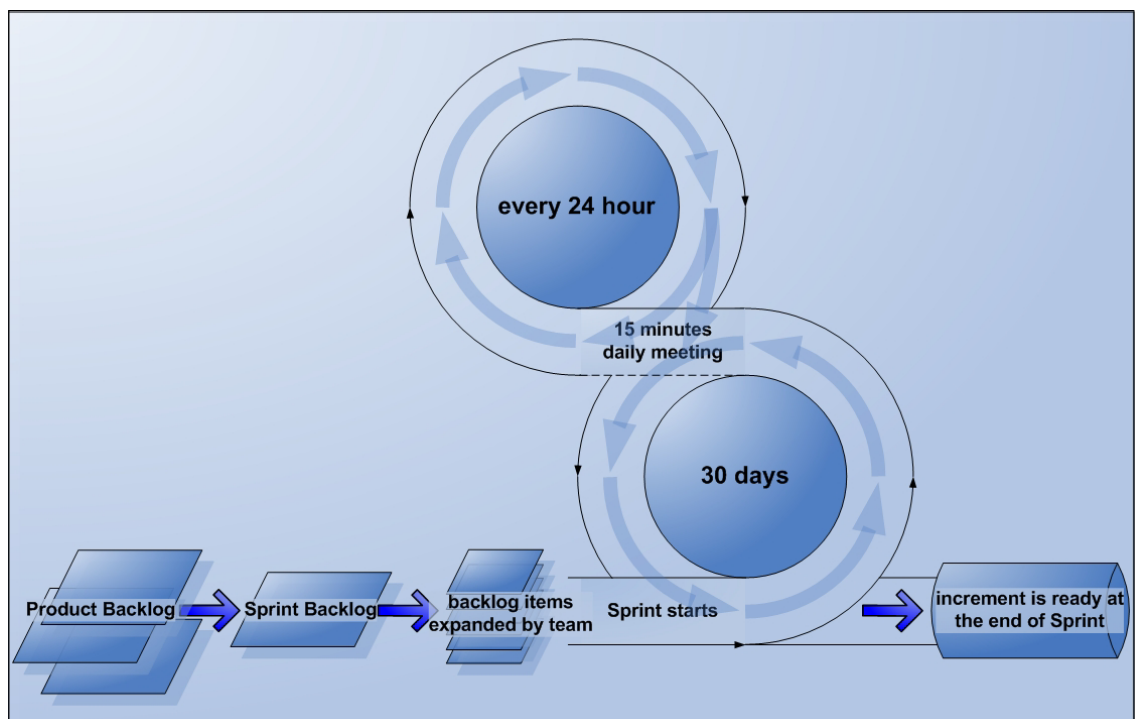 every 24 hour
15 minutes
daily meeting
30 days
Product Backlog
Sprint Backlog
backlog items
expanded by team
Sprint starts
increment is ready at
the end of Sprint